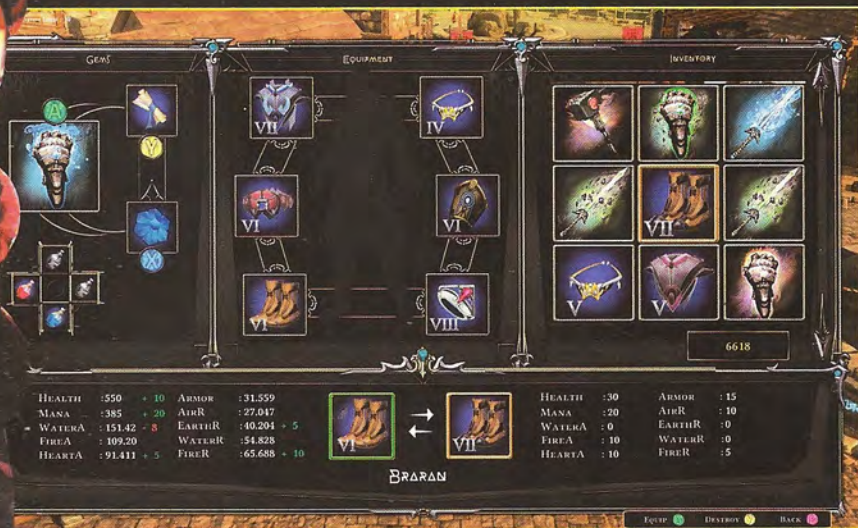 Gems Equipment Inventory
A
VII IV
Y
VI VI VII
X
VI VIII V V
6618
Health :550 + 10 Armor :31.559
Mana :385 + 20 AirR :27.047
WaterA :151.42 - 8 EarthR :40.204 + 5
FireA :109.20 WaterR :54.828
HeartA :91.411 + 5 FireR :65.688 + 10
VI VII
Health :30 Armor :15
Mana :20 AirR :10
WaterA :0 EarthR :0
FireA :10 WaterR :0
HeartA :10 FireR :5
Braran
Equip Destroy Back